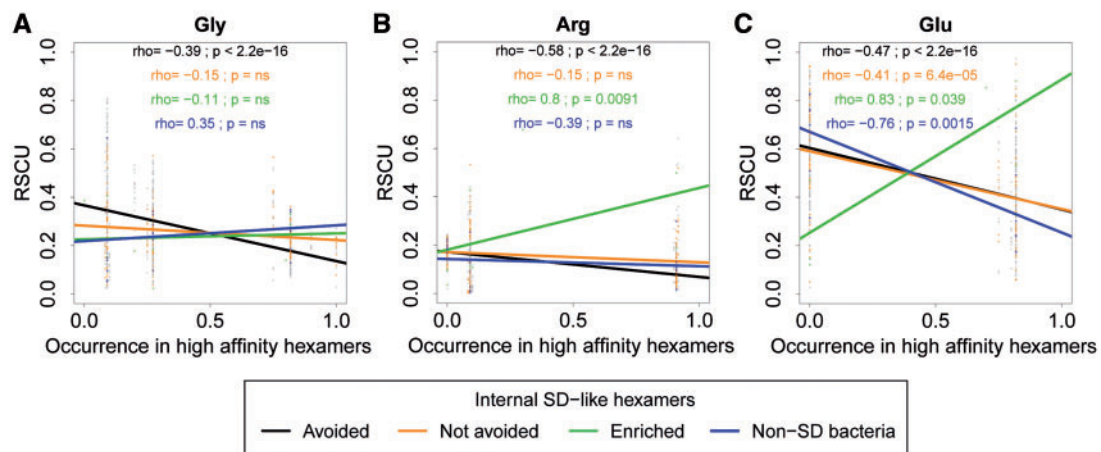 A
Gly
rho= −0.39 ; p < 2.2e−16
rho= −0.15 ; p = ns
rho= −0.11 ; p = ns
rho= 0.35 ; p = ns
RSCU
0.0 0.2 0.4 0.6 0.8 1.0
0.0 0.5 1.0
Occurrence in high affinity hexamers
B
Arg
rho= −0.58 ; p < 2.2e−16
rho= −0.15 ; p = ns
rho= 0.8 ; p = 0.0091
rho= −0.39 ; p = ns
RSCU
0.0 0.2 0.4 0.6 0.8 1.0
0.0 0.5 1.0
Occurrence in high affinity hexamers
C
Glu
rho= −0.47 ; p < 2.2e−16
rho= −0.41 ; p = 6.4e−05
rho= 0.83 ; p = 0.039
rho= −0.76 ; p = 0.0015
RSCU
0.0 0.2 0.4 0.6 0.8 1.0
0.0 0.5 1.0
Occurrence in high affinity hexamers
Internal SD−like hexamers
Avoided Not avoided Enriched Non−SD bacteria